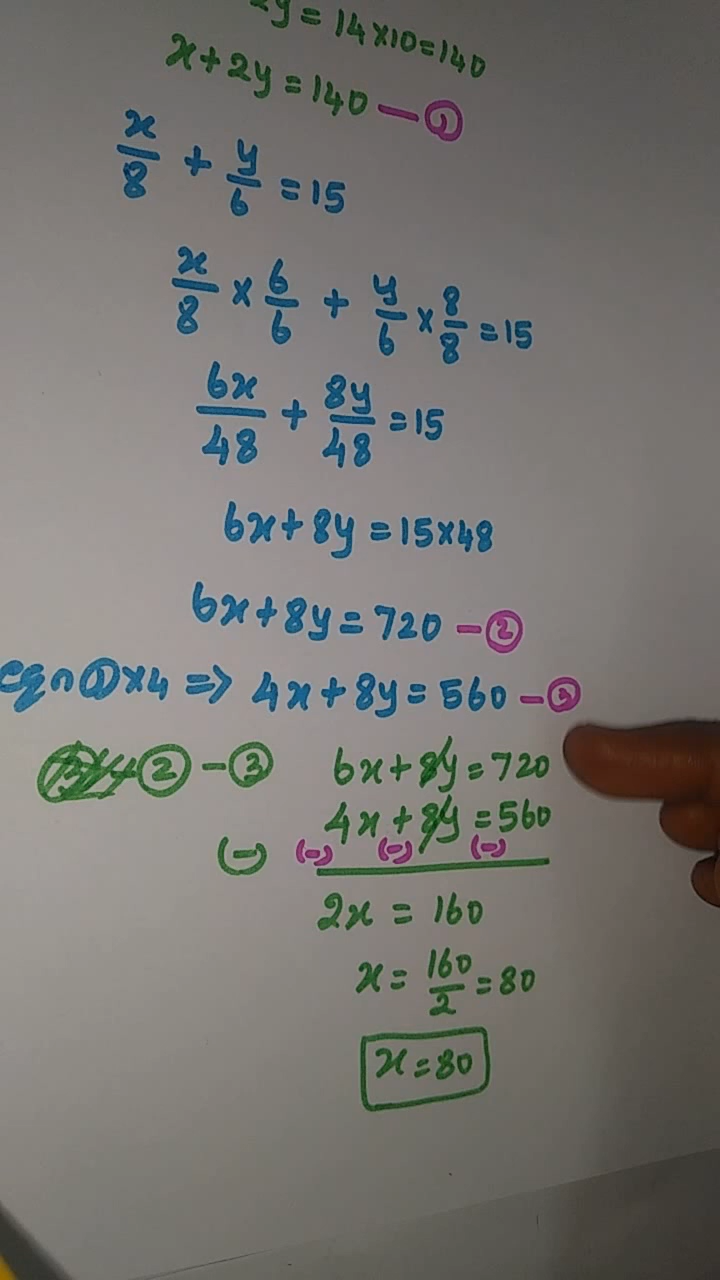 2y = 14 × 10 = 140
x + 2y = 140 — ①
x/8 + y/6 = 15
x/8 × 6/6 + y/6 × 8/8 = 15
6x/48 + 8y/48 = 15
6x + 8y = 15 × 48
6x + 8y = 720 — ②
eqn ① × 4 => 4x + 8y = 560 — ③
② - ③ 6x + 8y = 720
4x + 8y = 560
(-) (-) (-) (-)
2x = 160
x = 160/2 = 80
x = 80